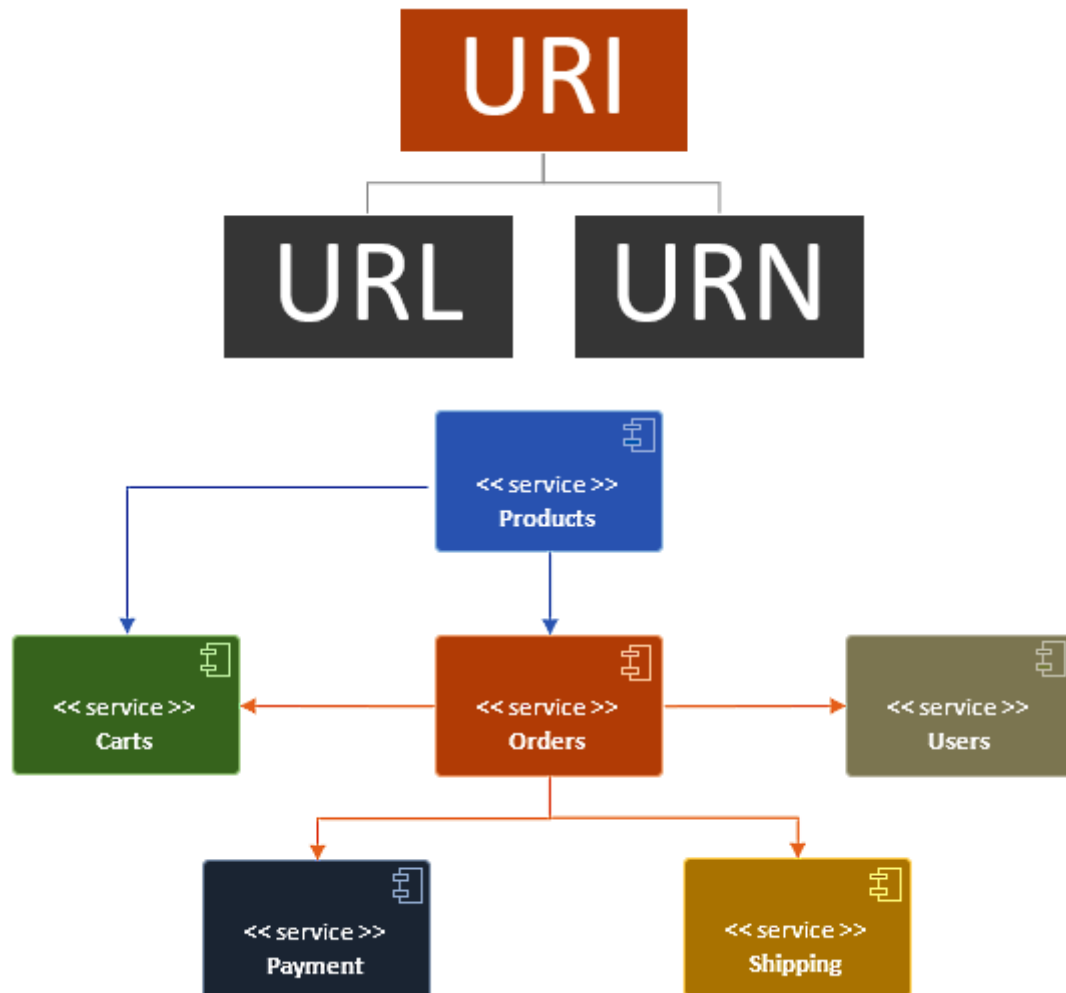 URI
URL
URN
<< service >>
Products
<< service >>
Carts
<< service >>
Orders
<< service >>
Users
<< service >>
Payment
<< service >>
Shipping